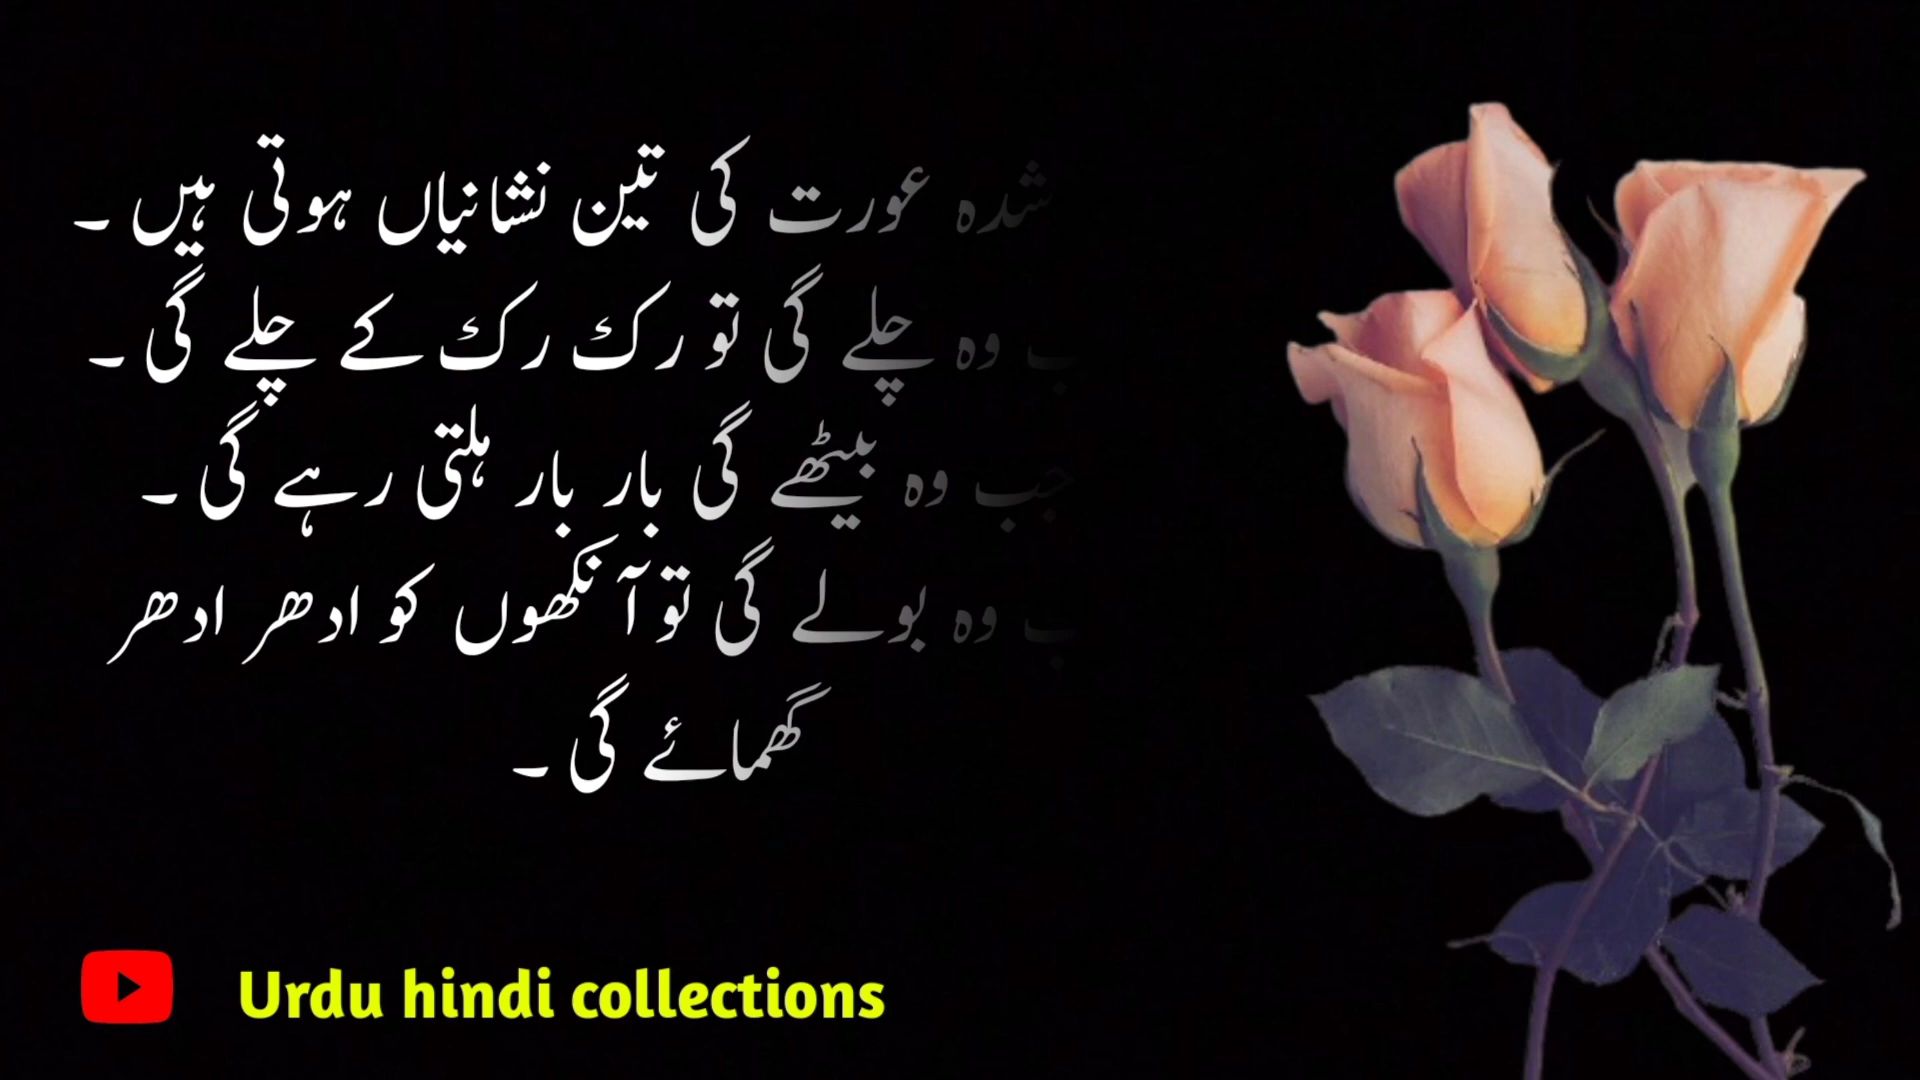 شدہ عورت کی تین نشانیاں ہوتی ہیں ۔
وہ چلے گی تو رک رک کے چلے گی ۔
جب وہ بیٹھے گی بار بار ہلتی رہے گی ۔
وہ بولے گی تو آنکھوں کو ادھر ادھر
گھمائے گی ۔
Urdu hindi collections